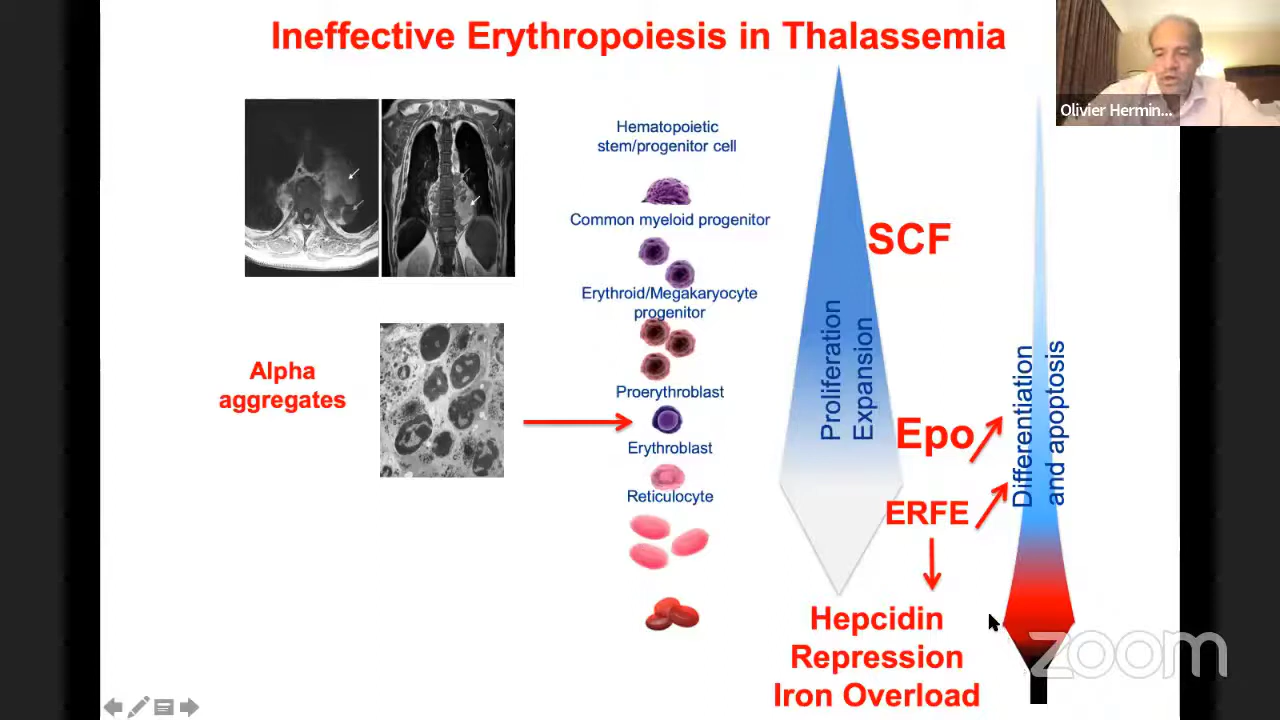 Ineffective Erythropoiesis in Thalassemia
Olivier Hermin...
Hematopoietic
stem/progenitor cell
Common myeloid progenitor
SCF
Erythroid/Megakaryocyte
progenitor
Proliferation
Expansion
Differentiation
and apoptosis
Alpha
aggregates
Proerythroblast
Epo
Erythroblast
Reticulocyte
ERFE
Hepcidin
Repression
Iron Overload
zoom